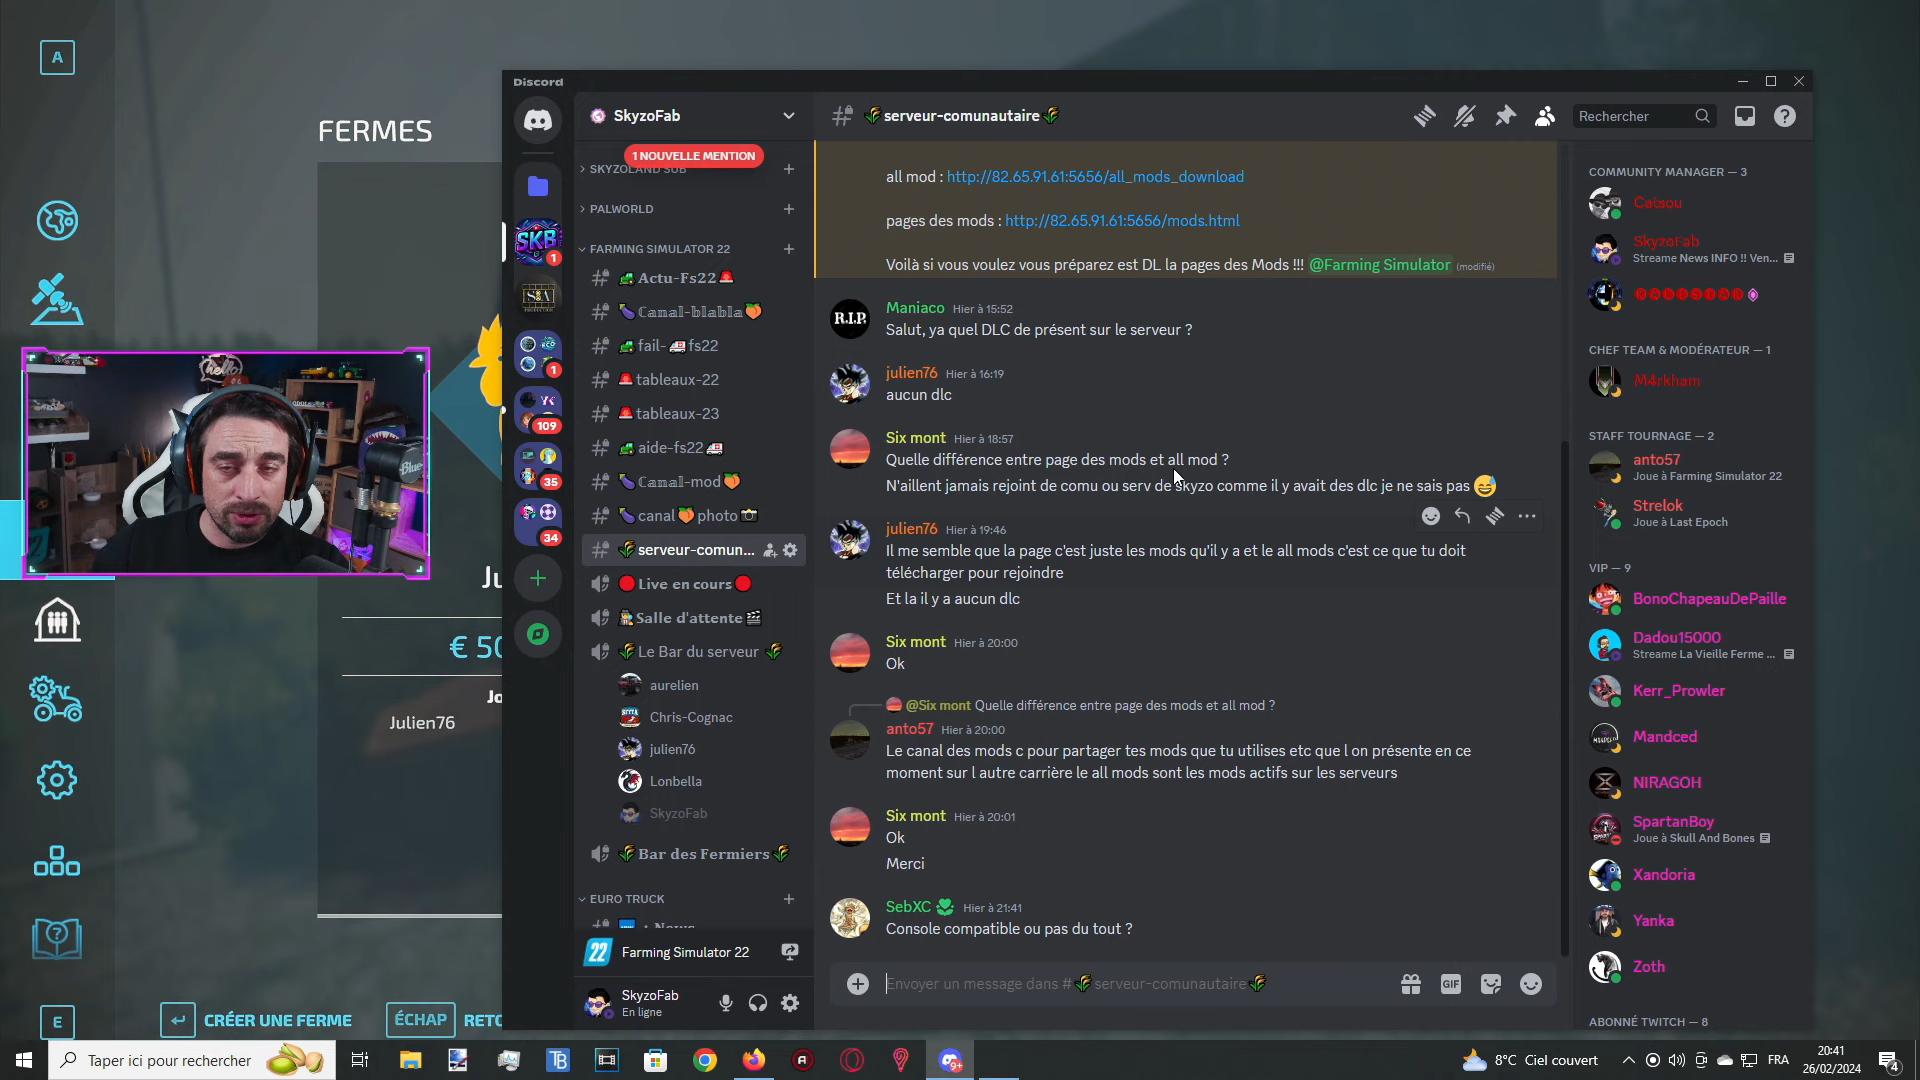 A
FERMES
€ 50
Julien76
E
CRÉER UNE FERME
ÉCHAP
RETO
Discord
SkyzoFab
1 NOUVELLE MENTION
SKYZOLAND SUB
PALWORLD
FARMING SIMULATOR 22
Actu-Fs22
Canal-blabla
fail-fs22
tableaux-22
tableaux-23
aide-fs22
Canal-mod
canal photo
serveur-comun...
Live en cours
Salle d'attente
Le Bar du serveur
aurelien
Chris-Cognac
julien76
Lonbella
SkyzoFab
Bar des Fermiers
EURO TRUCK
22 Farming Simulator 22
SkyzoFab
En ligne
SKB
1
1
109
35
34
serveur-comunautaire
Rechercher
all mod : http://82.65.91.61:5656/all_mods_download
pages des mods : http://82.65.91.61:5656/mods.html
Voilà si vous voulez vous préparez est DL la pages des Mods !!! @Farming Simulator (modifié)
R.I.P.
Maniaco Hier à 15:52
Salut, ya quel DLC de présent sur le serveur ?
julien76 Hier à 16:19
aucun dlc
Six mont Hier à 18:57
Quelle différence entre page des mods et all mod ?
N'aillent jamais rejoint de comu ou serv de skyzo comme il y avait des dlc je ne sais pas
julien76 Hier à 19:46
Il me semble que la page c'est juste les mods qu'il y a et le all mods c'est ce que tu doit
télécharger pour rejoindre
Et la il y a aucun dlc
Six mont Hier à 20:00
Ok
@Six mont Quelle différence entre page des mods et all mod ?
anto57 Hier à 20:00
Le canal des mods c pour partager tes mods que tu utilises etc que l on présente en ce
moment sur l autre carrière le all mods sont les mods actifs sur les serveurs
Six mont Hier à 20:01
Ok
Merci
SebXC Hier à 21:41
Console compatible ou pas du tout ?
Envoyer un message dans # serveur-comunautaire
GIF
COMMUNITY MANAGER — 3
Catsou
SkyzoFab
Streame News INFO !! Ven...
CHEF TEAM & MODÉRATEUR — 1
M4rkham
STAFF TOURNAGE — 2
anto57
Joue à Farming Simulator 22
Strelok
Joue à Last Epoch
VIP — 9
BonoChapeauDePaille
Dadou15000
Streame La Vieille Ferme ...
Kerr_Prowler
Mandced
NIRAGOH
SpartanBoy
Joue à Skull And Bones
Xandoria
Yanka
Zoth
ABONNÉ TWITCH — 8
hello
Blue
Taper ici pour rechercher
9+
8°C Ciel couvert
FRA
20:41
26/02/2024
4